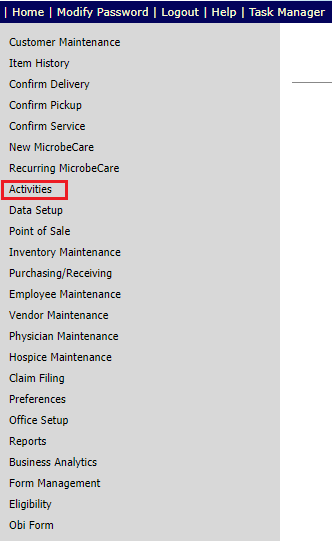 | Home | Modify Password | Logout | Help | Task Manager
Customer Maintenance
Item History
Confirm Delivery
Confirm Pickup
Confirm Service
New MicrobeCare
Recurring MicrobeCare
Activities
Data Setup
Point of Sale
Inventory Maintenance
Purchasing/Receiving
Employee Maintenance
Vendor Maintenance
Physician Maintenance
Hospice Maintenance
Claim Filing
Preferences
Office Setup
Reports
Business Analytics
Form Management
Eligibility
Obi Form